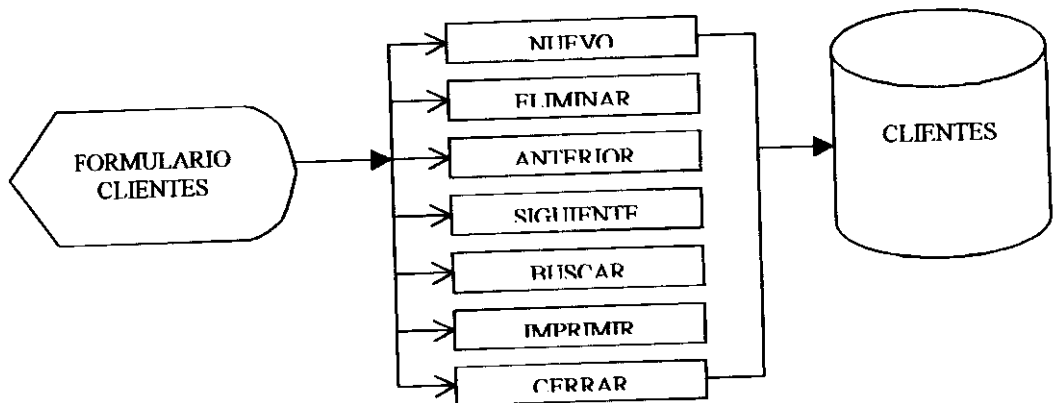 FORMULARIO
CLIENTES
NUEVO
ELIMINAR
ANTERIOR
SIGUIENTE
BUSCAR
IMPRIMIR
CERRAR
CLIENTES